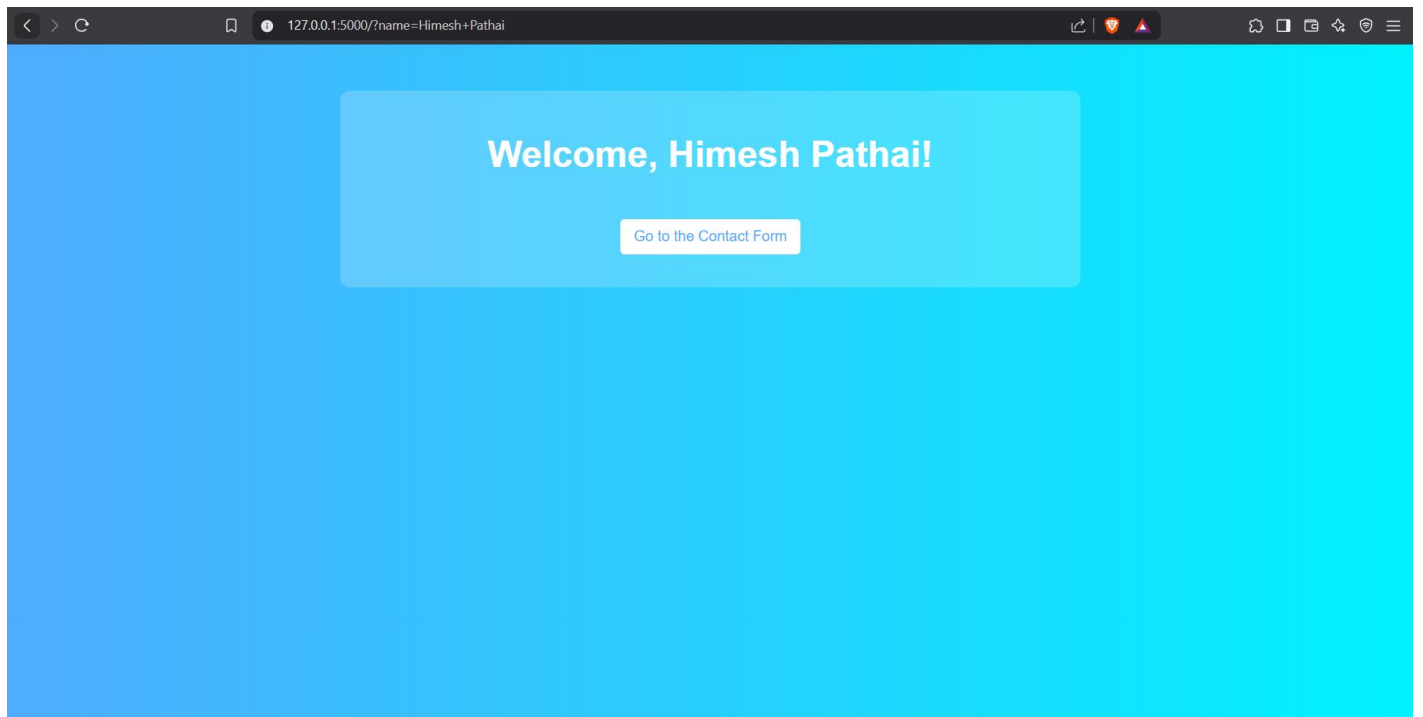 127.0.0.1:5000/?name=Himesh+Pathai
Welcome, Himesh Pathai!
Go to the Contact Form